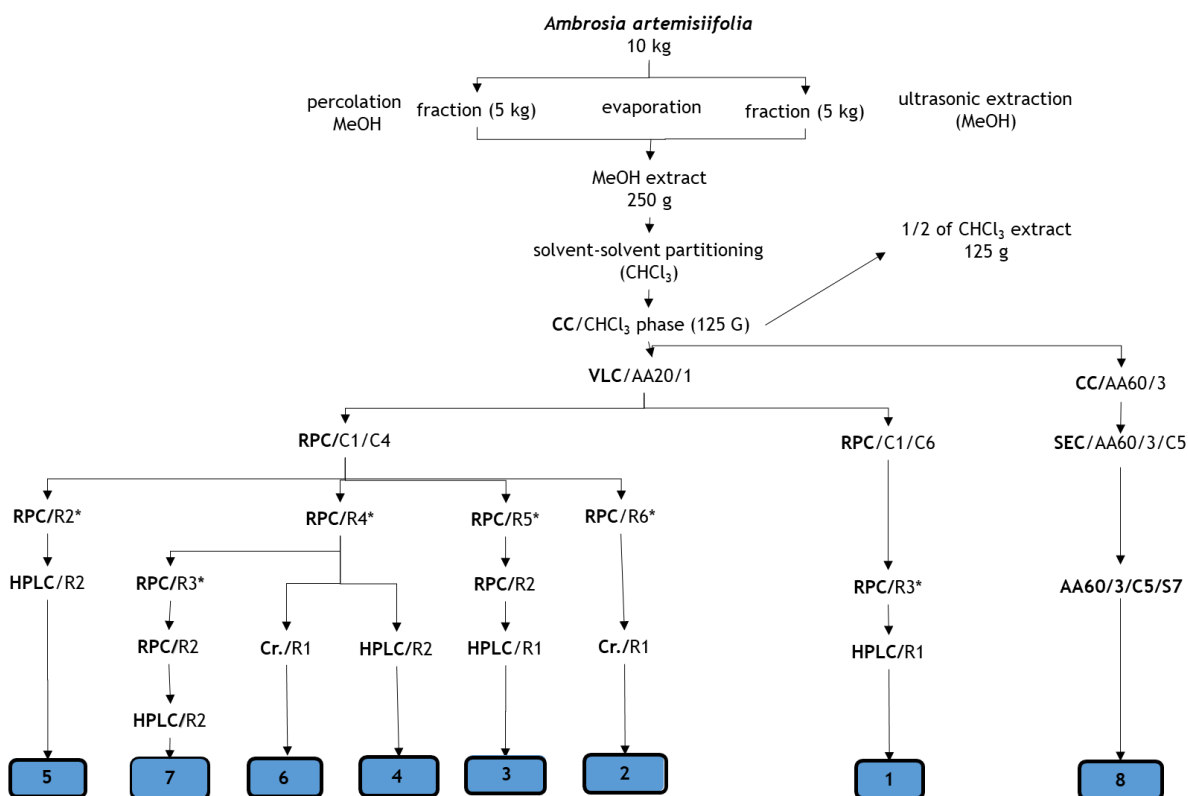 Ambrosia artemisiifolia
10 kg
percolation
MeOH
fraction (5 kg)
evaporation
fraction (5 kg)
ultrasonic extraction
(MeOH)
MeOH extract
250 g
1/2 of CHCl₃ extract
125 g
solvent-solvent partitioning
(CHCl₃)
CC/CHCl₃ phase (125 G)
VLC/AA20/1
CC/AA60/3
RPC/C1/C4
RPC/C1/C6
SEC/AA60/3/C5
RPC/R2*
RPC/R4*
RPC/R5*
RPC/R6*
HPLC/R2
RPC/R3*
RPC/R2
RPC/R3*
AA60/3/C5/S7
RPC/R2
Cr./R1
HPLC/R2
HPLC/R1
Cr./R1
HPLC/R1
HPLC/R2
5
7
6
4
3
2
1
8